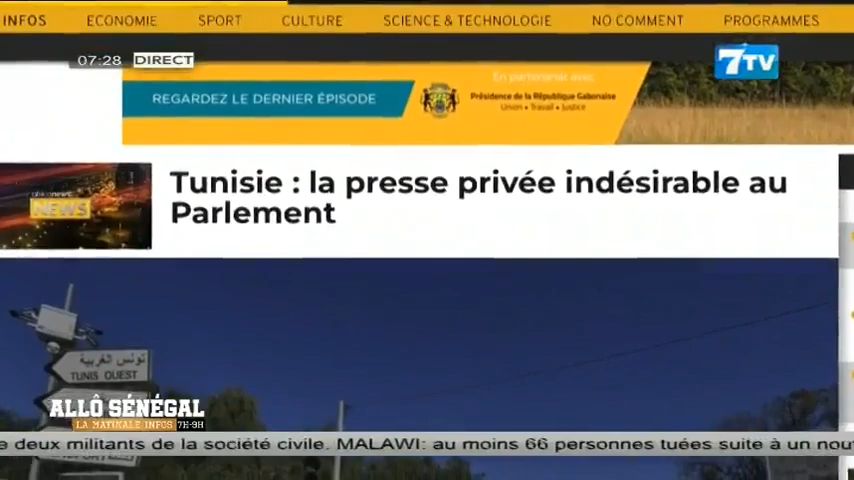 INFOS ECONOMIE SPORT CULTURE SCIENCE & TECHNOLOGIE NO COMMENT PROGRAMMES
07:28 DIRECT
7TV
En partenariat avec
REGARDEZ LE DERNIER ÉPISODE
Présidence de la République Gabonaise
Union • Travail • Justice
NEWS
Tunisie : la presse privée indésirable au
Parlement
تونس الغربية
TUNIS OUEST
ALLÔ SÉNÉGAL
LA MATINALE INFOS 7H-9H
e deux militants de la société civile. MALAWI: au moins 66 personnes tuées suite à un nou